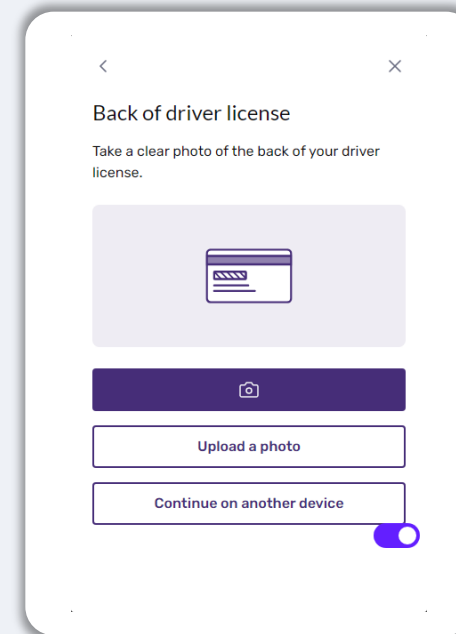 Back of driver license
Take a clear photo of the back of your driver
license.
Upload a photo
Continue on another device